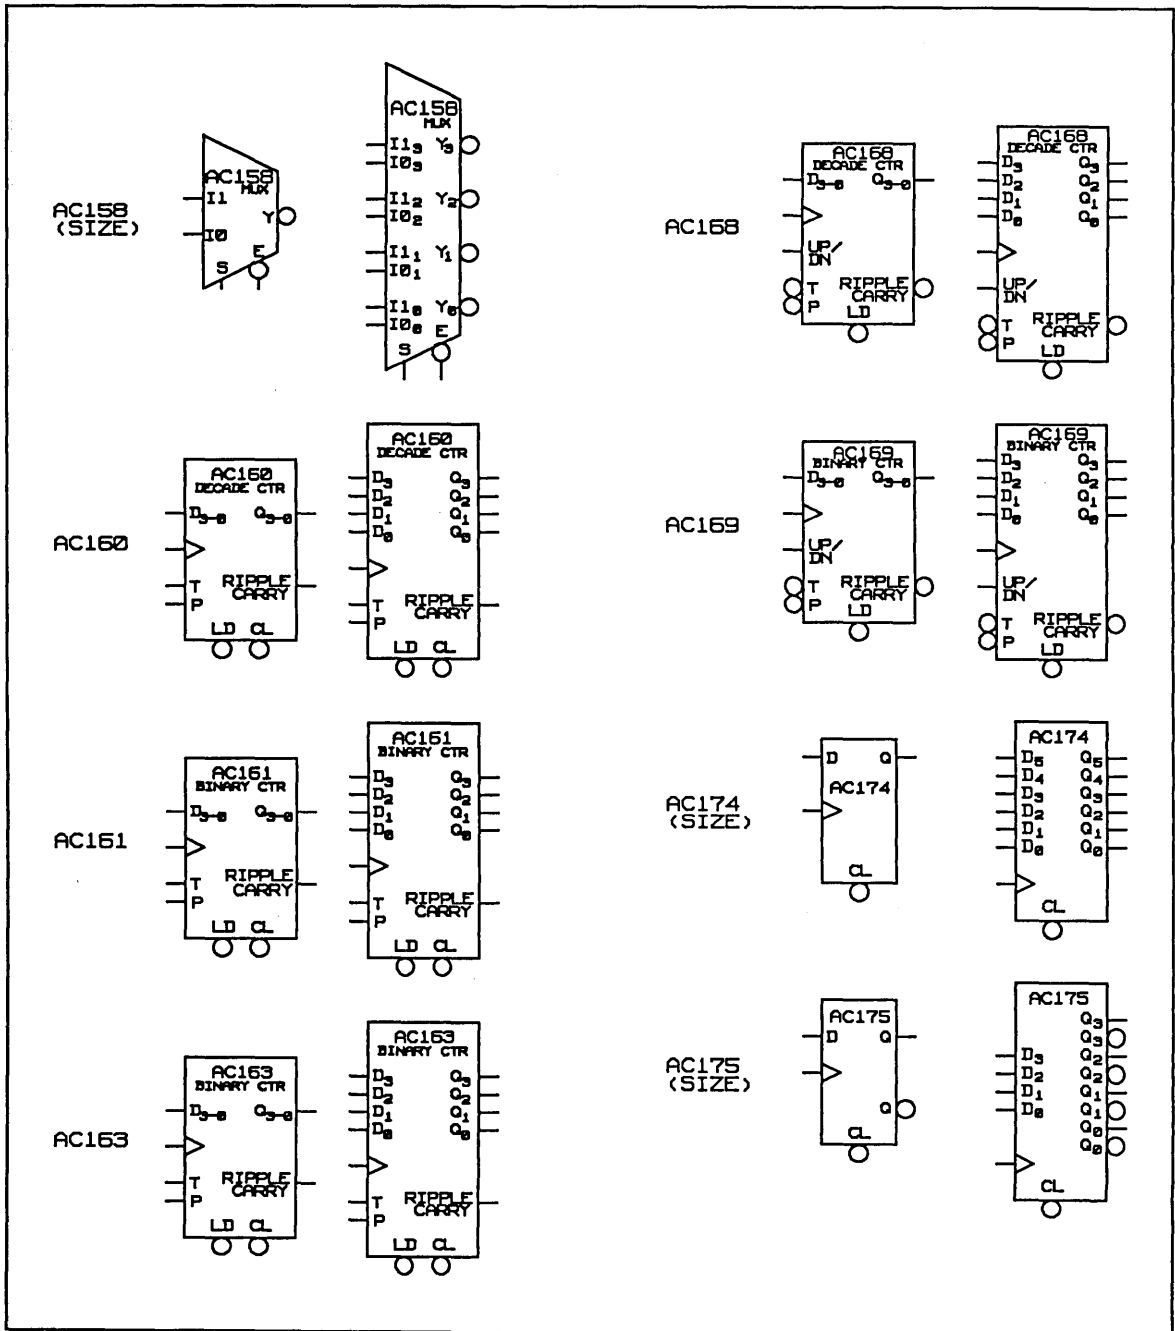 AC158
(SIZE)
AC158
MUX
I1
I0
Y
E
S
AC158
MUX
I1₃ Y₃
I0₃
I1₂ Y₂
I0₂
I1₁ Y₁
I0₁
I1₀ Y₀
I0₀
E
S
AC160
AC160
DECADE CTR
D₃₋₀ Q₃₋₀
T RIPPLE
P CARRY
LD CL
AC160
DECADE CTR
D₃ Q₃
D₂ Q₂
D₁ Q₁
D₀ Q₀
T RIPPLE
P CARRY
LD CL
AC161
AC161
BINARY CTR
D₃₋₀ Q₃₋₀
RIPPLE
T CARRY
P
LD CL
AC161
BINARY CTR
D₃ Q₃
D₂ Q₂
D₁ Q₁
D₀ Q₀
T RIPPLE
P CARRY
LD CL
AC163
AC163
BINARY CTR
D₃₋₀ Q₃₋₀
T RIPPLE
P CARRY
LD CL
AC163
BINARY CTR
D₃ Q₃
D₂ Q₂
D₁ Q₁
D₀ Q₀
T RIPPLE
P CARRY
LD CL
AC168
AC168
DECADE CTR
D₃₋₀ Q₃₋₀
UP/
DN
T RIPPLE
P CARRY
LD
AC168
DECADE CTR
D₃ Q₃
D₂ Q₂
D₁ Q₁
D₀ Q₀
UP/
DN
T RIPPLE
P CARRY
LD
AC169
AC169
BINARY CTR
D₃₋₀ Q₃₋₀
UP/
DN
T RIPPLE
P CARRY
LD
AC169
BINARY CTR
D₃ Q₃
D₂ Q₂
D₁ Q₁
D₀ Q₀
UP/
DN
T RIPPLE
P CARRY
LD
AC174
(SIZE)
D Q
AC174
CL
AC174
D₅ Q₅
D₄ Q₄
D₃ Q₃
D₂ Q₂
D₁ Q₁
D₀ Q₀
CL
AC175
(SIZE)
AC175
D Q
Q
CL
AC175
Q₃
Q₃
D₃ Q₂
D₂ Q₂
D₁ Q₁
D₀ Q₁
Q₀
Q₀
CL